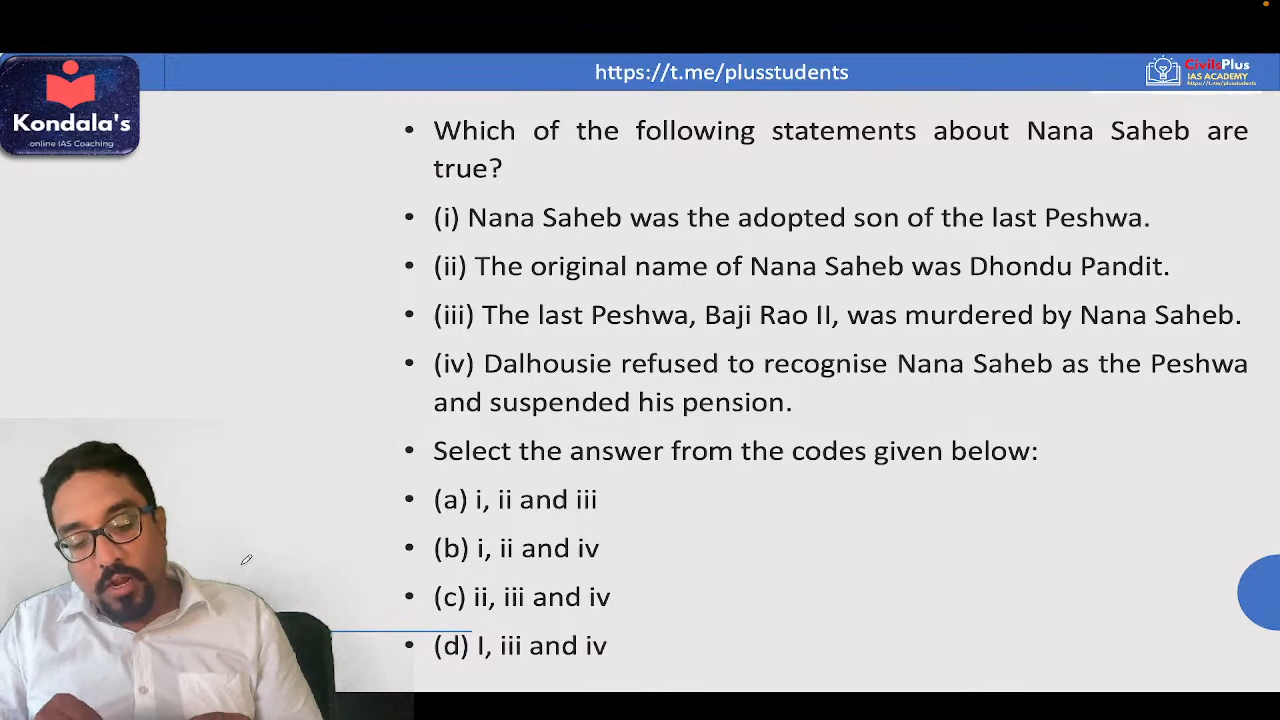 https://t.me/plusstudents
CivilsPlus
IAS ACADEMY
https://t.me/plusstudents
Kondala's
online IAS Coaching
• Which of the following statements about Nana Saheb are
true?
• (i) Nana Saheb was the adopted son of the last Peshwa.
• (ii) The original name of Nana Saheb was Dhondu Pandit.
• (iii) The last Peshwa, Baji Rao II, was murdered by Nana Saheb.
• (iv) Dalhousie refused to recognise Nana Saheb as the Peshwa
and suspended his pension.
• Select the answer from the codes given below:
• (a) i, ii and iii
• (b) i, ii and iv
• (c) ii, iii and iv
• (d) I, iii and iv